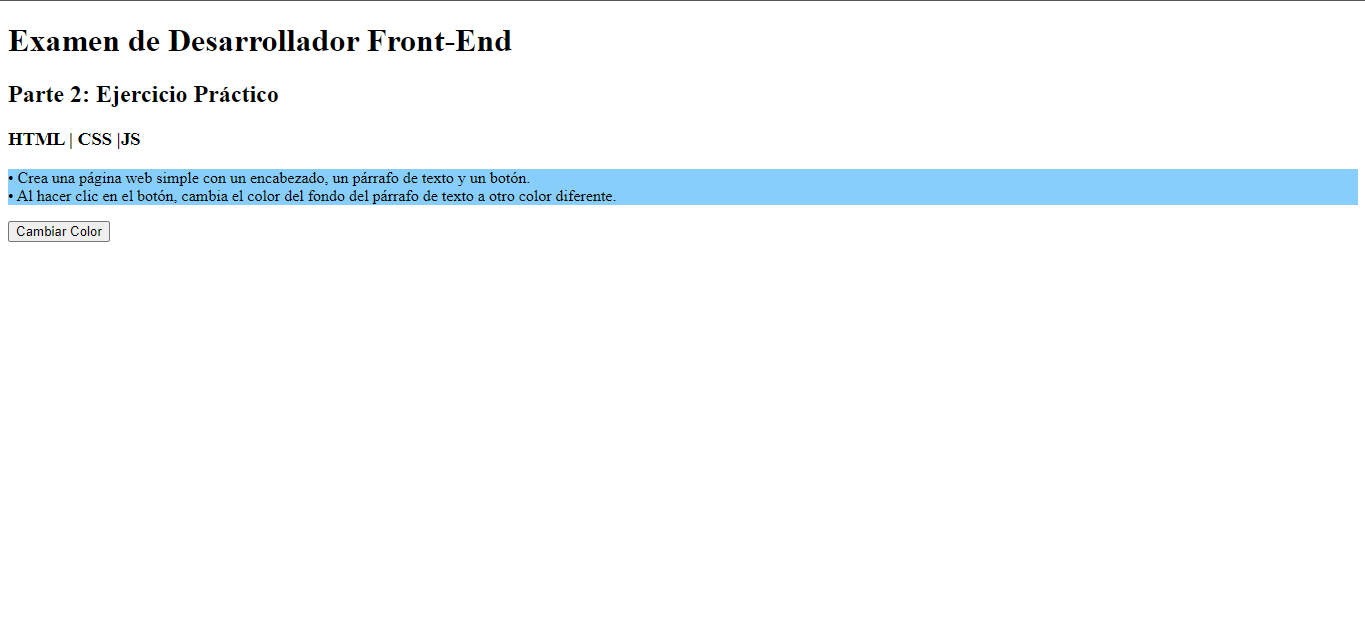 Examen de Desarrollador Front-End
Parte 2: Ejercicio Práctico
HTML | CSS |JS
• Crea una página web simple con un encabezado, un párrafo de texto y un botón.
• Al hacer clic en el botón, cambia el color del fondo del párrafo de texto a otro color diferente.
Cambiar Color